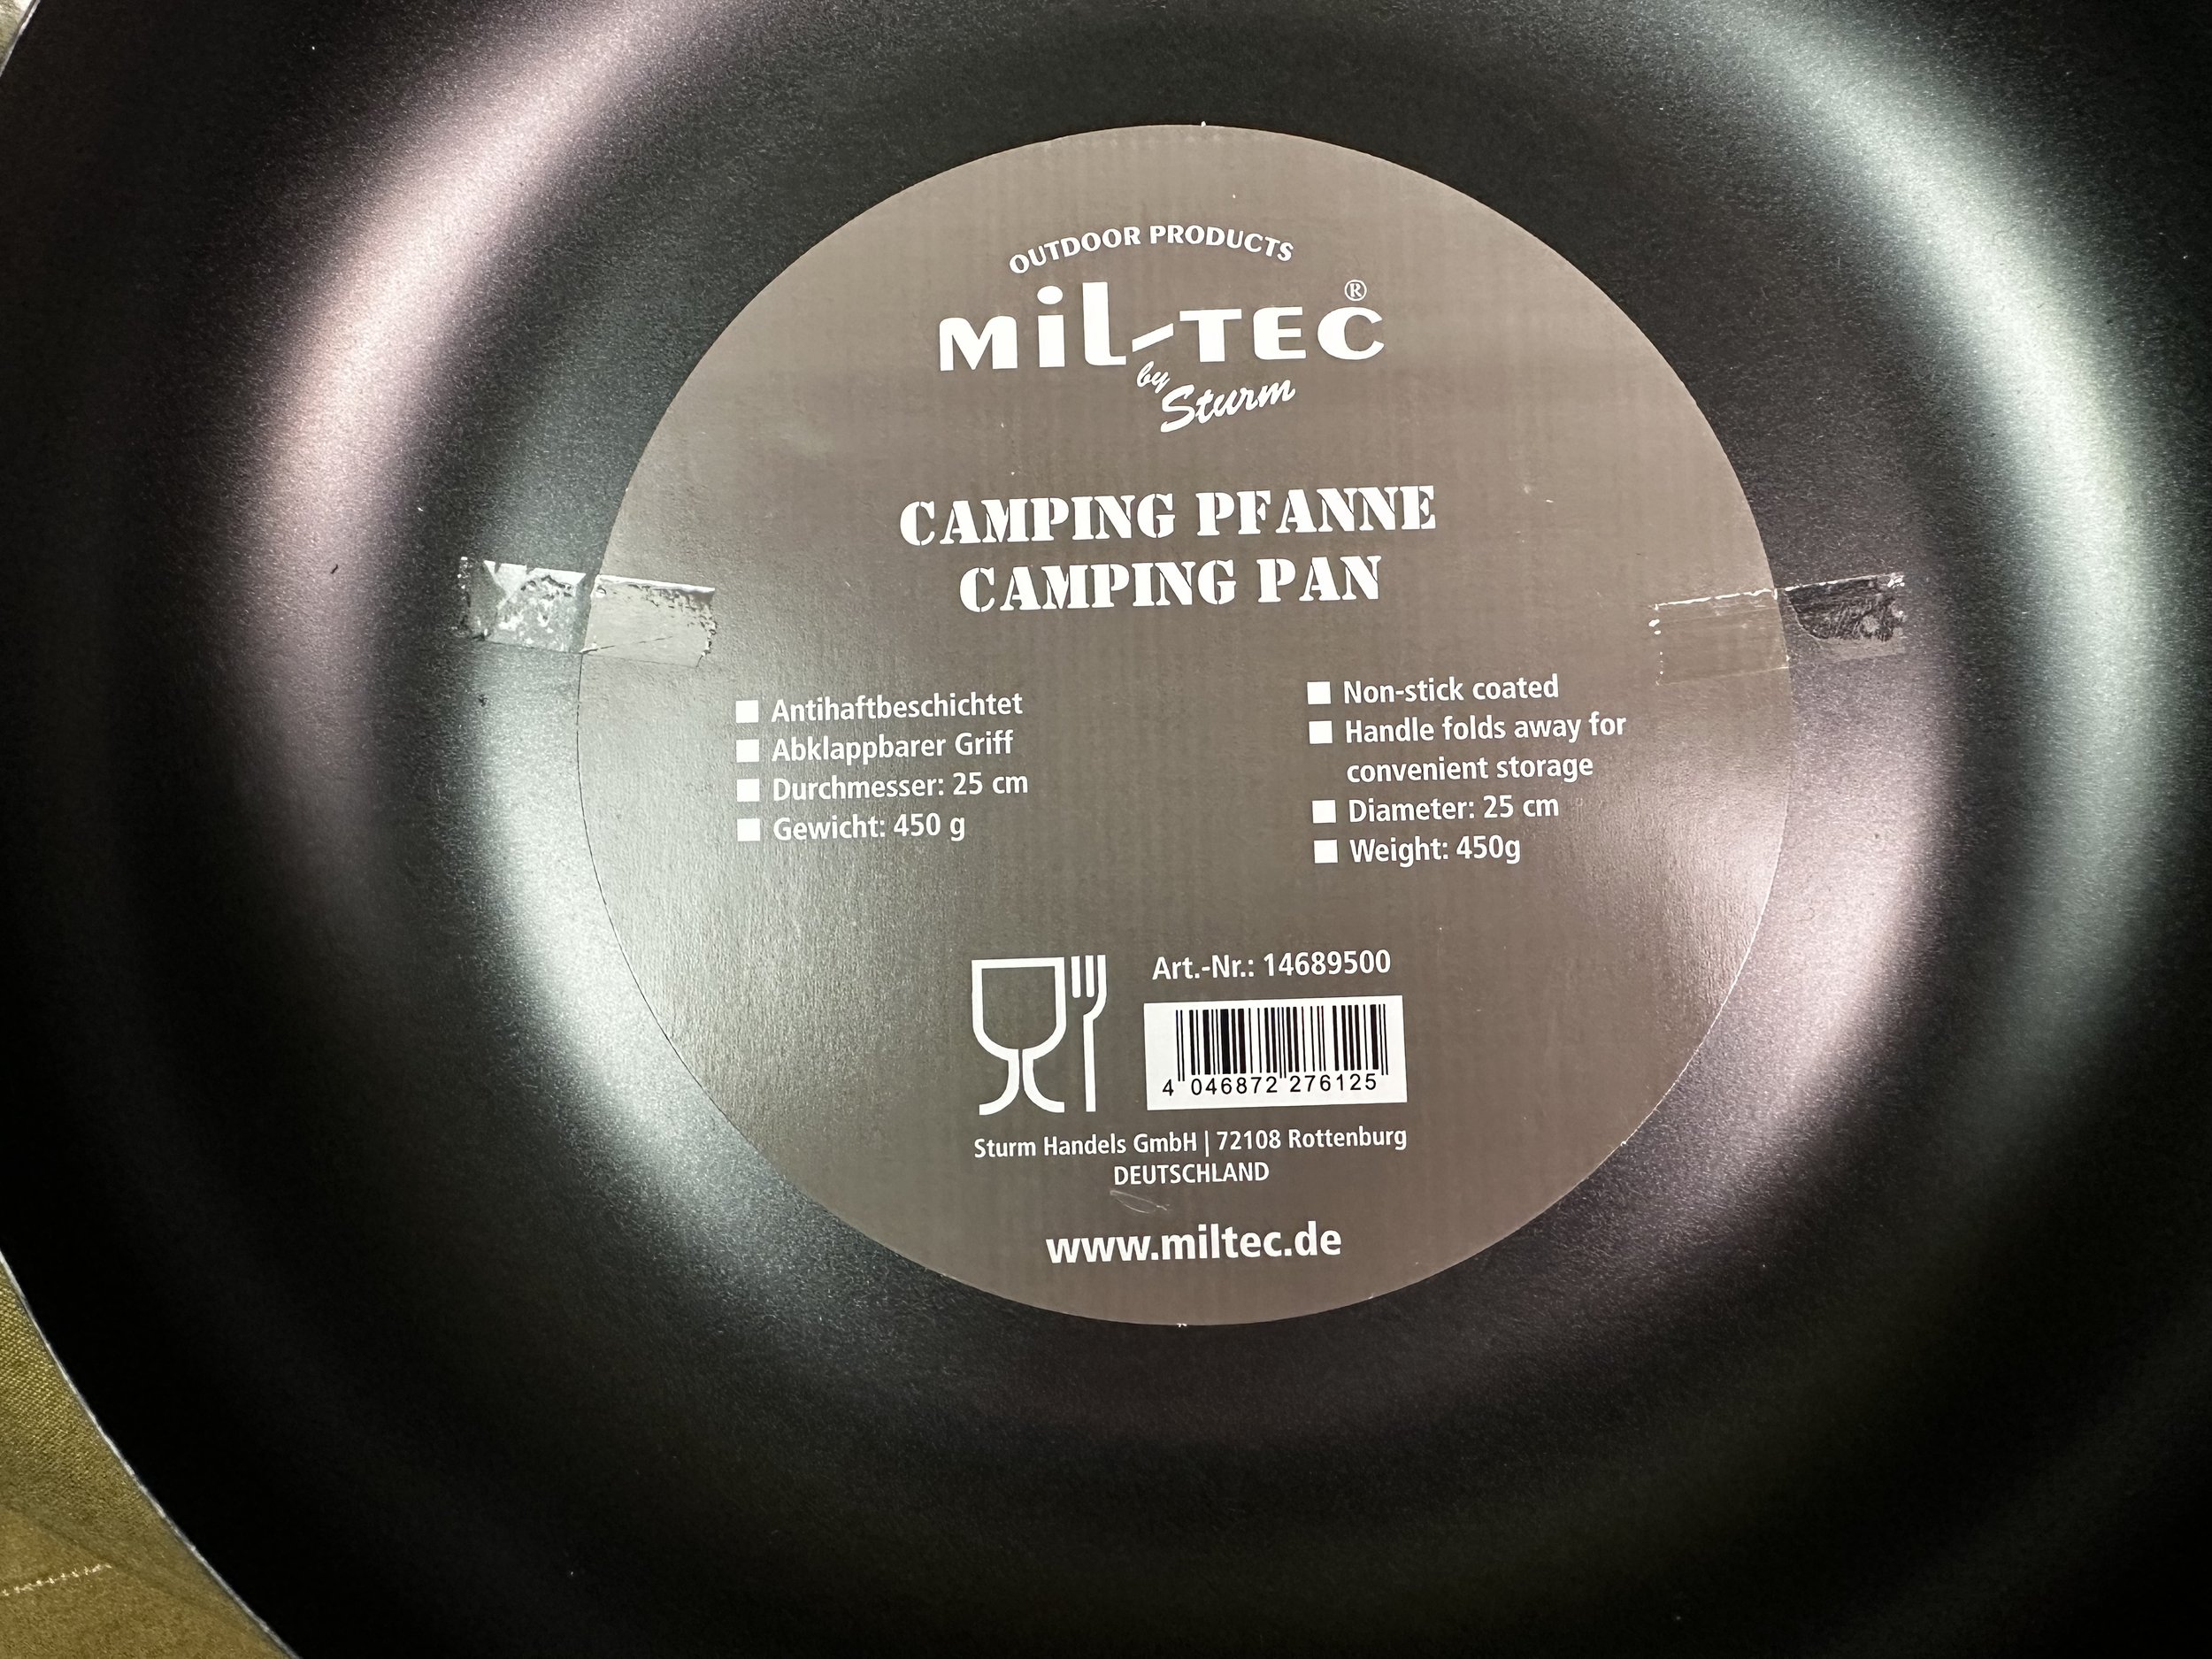 OUTDOOR PRODUCTS
MiL-TEC®
by Sturm
CAMPING PFANNE
CAMPING PAN
Antihaftbeschichtet
Abklappbarer Griff
Durchmesser: 25 cm
Gewicht: 450 g
Non-stick coated
Handle folds away for
convenient storage
Diameter: 25 cm
Weight: 450g
Art.-Nr.: 14689500
4 046872 276125
Sturm Handels GmbH | 72108 Rottenburg
DEUTSCHLAND
www.miltec.de